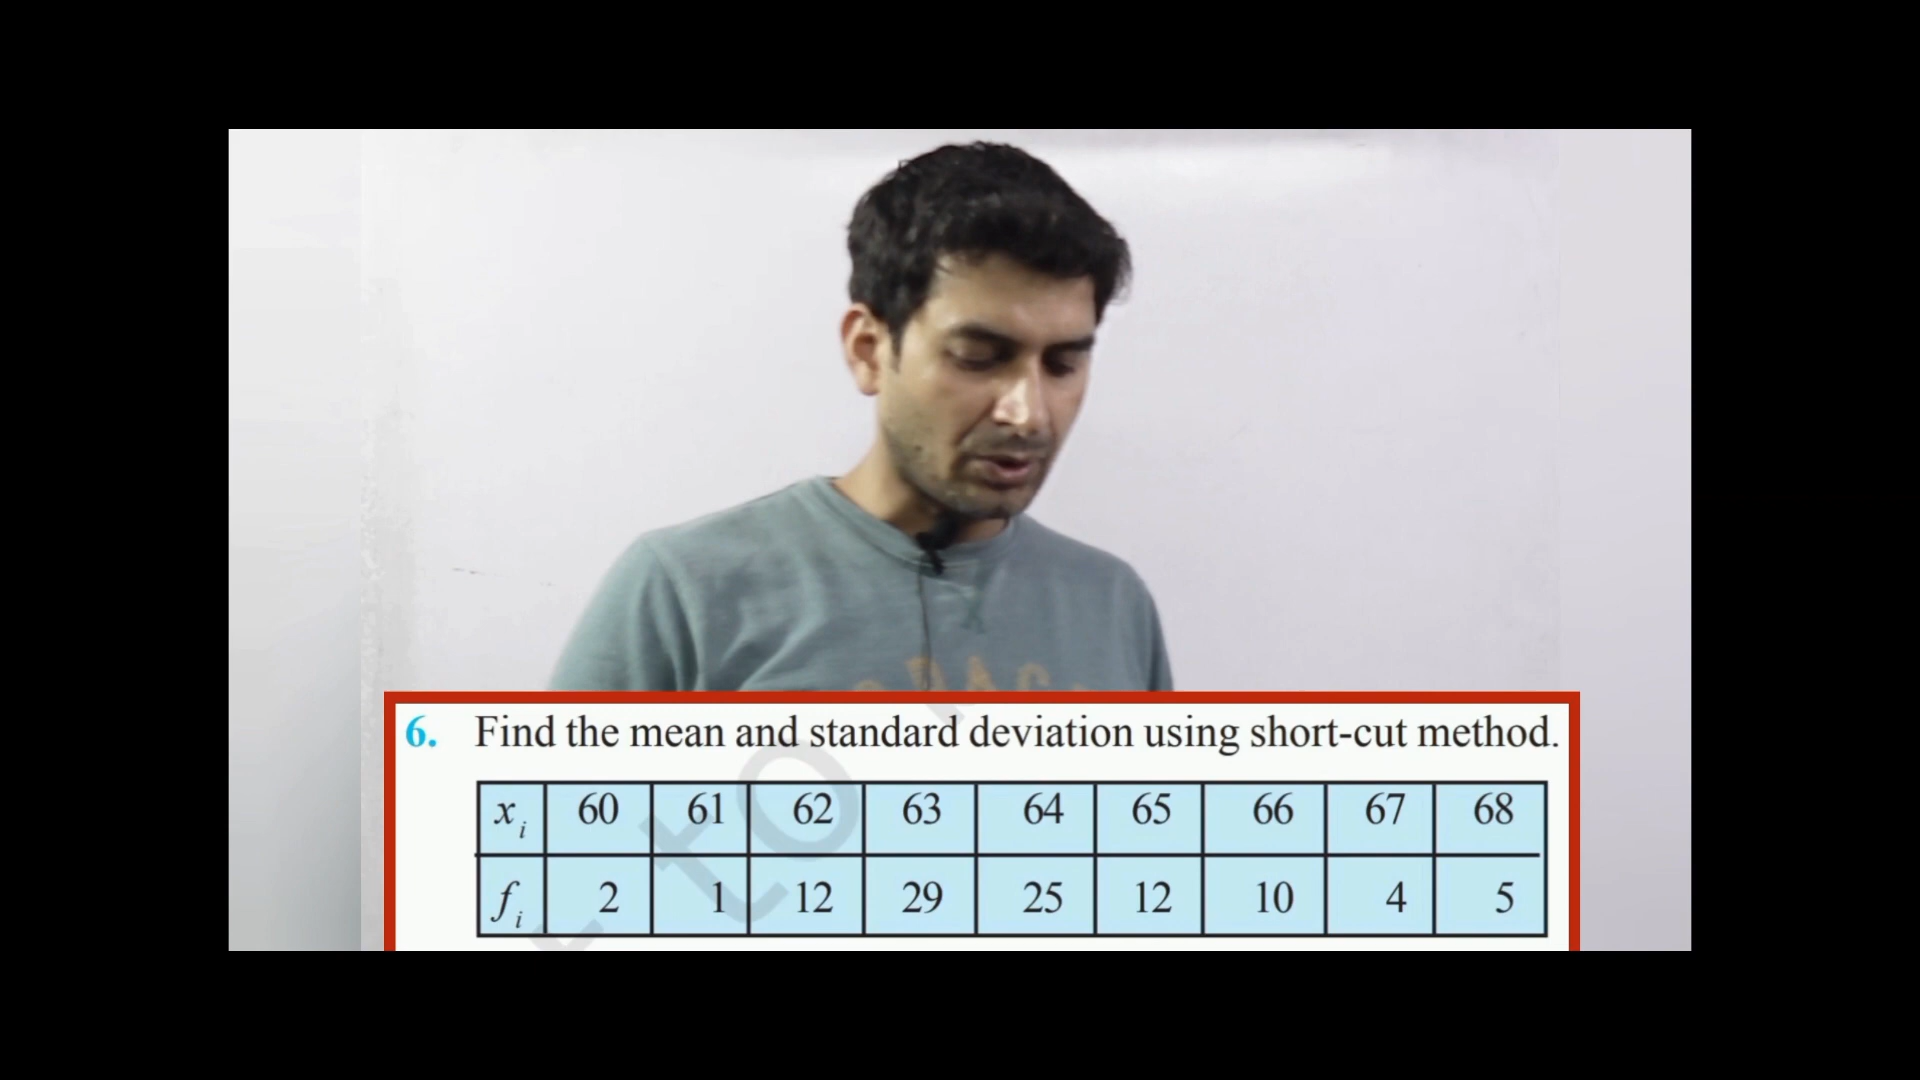 6. Find the mean and standard deviation using short-cut method.
xi 60 61 62 63 64 65 66 67 68
fi 2 1 12 29 25 12 10 4 5
to